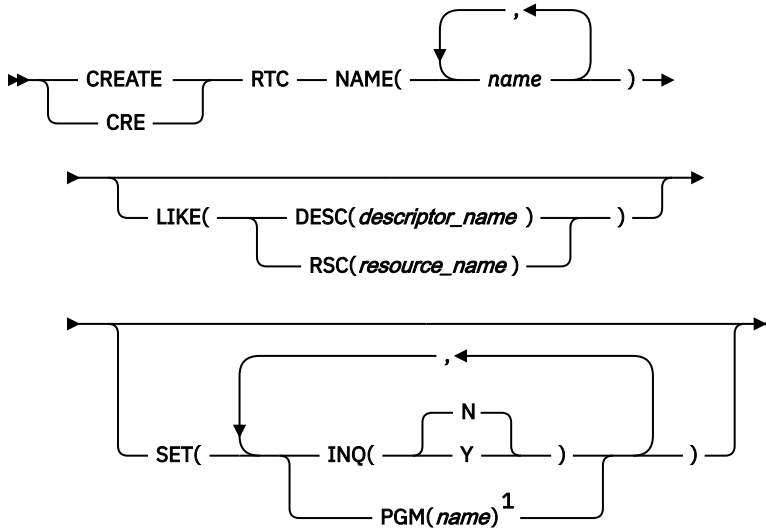 ,
CREATE RTC NAME( name )
CRE
LIKE( DESC(descriptor_name ) )
RSC(resource_name)
,
N
SET( INQ( Y ) )
PGM(name)1